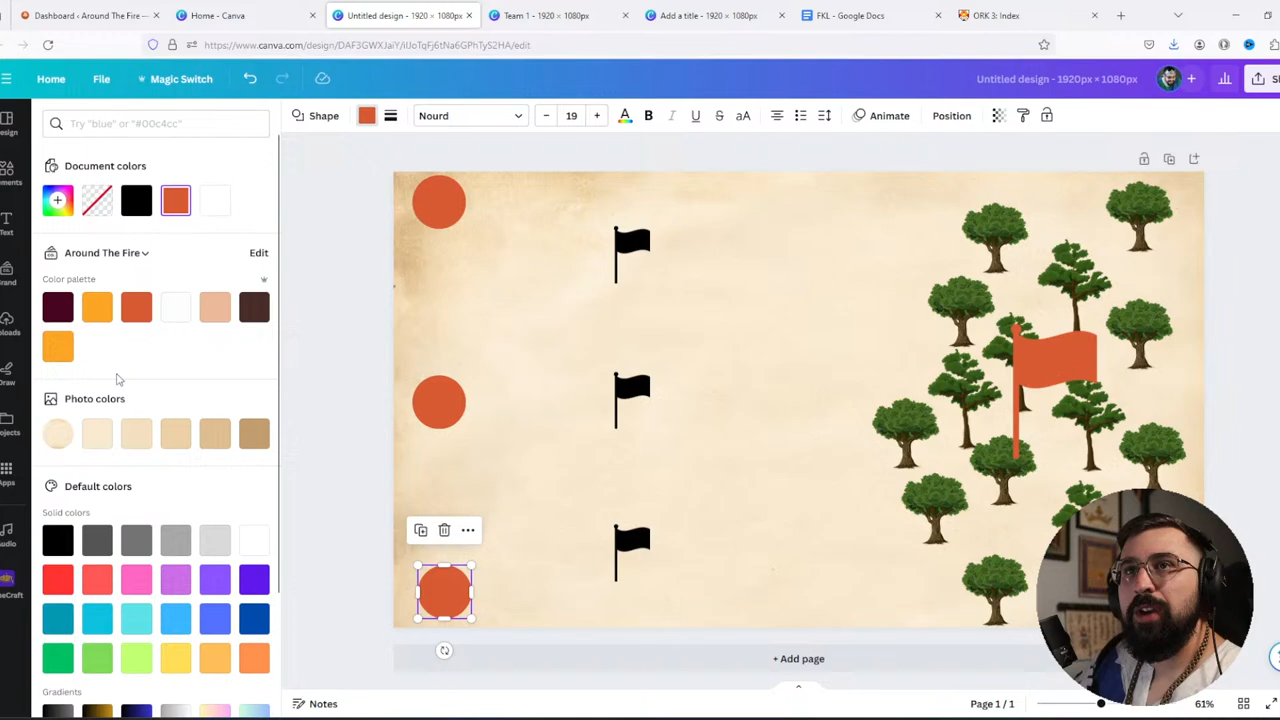 Dashboard ‹ Around The Fire —
Home - Canva
Untitled design - 1920 × 1080px
Team 1 - 1920 × 1080px
Add a title - 1920 × 1080px
FKL - Google Docs
ORK 3: Index
https://www.canva.com/design/DAF3GWXJaiY/iUoTqFj6tNa6GPhTyS2HA/edit
Home
File
Magic Switch
Untitled design - 1920px × 1080px
Try "blue" or "#00c4cc"
Shape
Nourd
19
A
B
I
U
S
aA
Animate
Position
Document colors
Around The Fire
Edit
Color palette
Photo colors
Default colors
Solid colors
Gradients
+ Add page
Notes
Page 1 / 1
61%